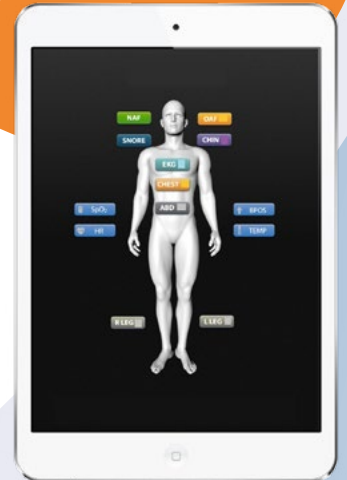 NAF
OAF
SNORE
CHIN
EKG
CHEST
ABD
SpO₂
BPOS
HR
TEMP
R LEG
L LEG